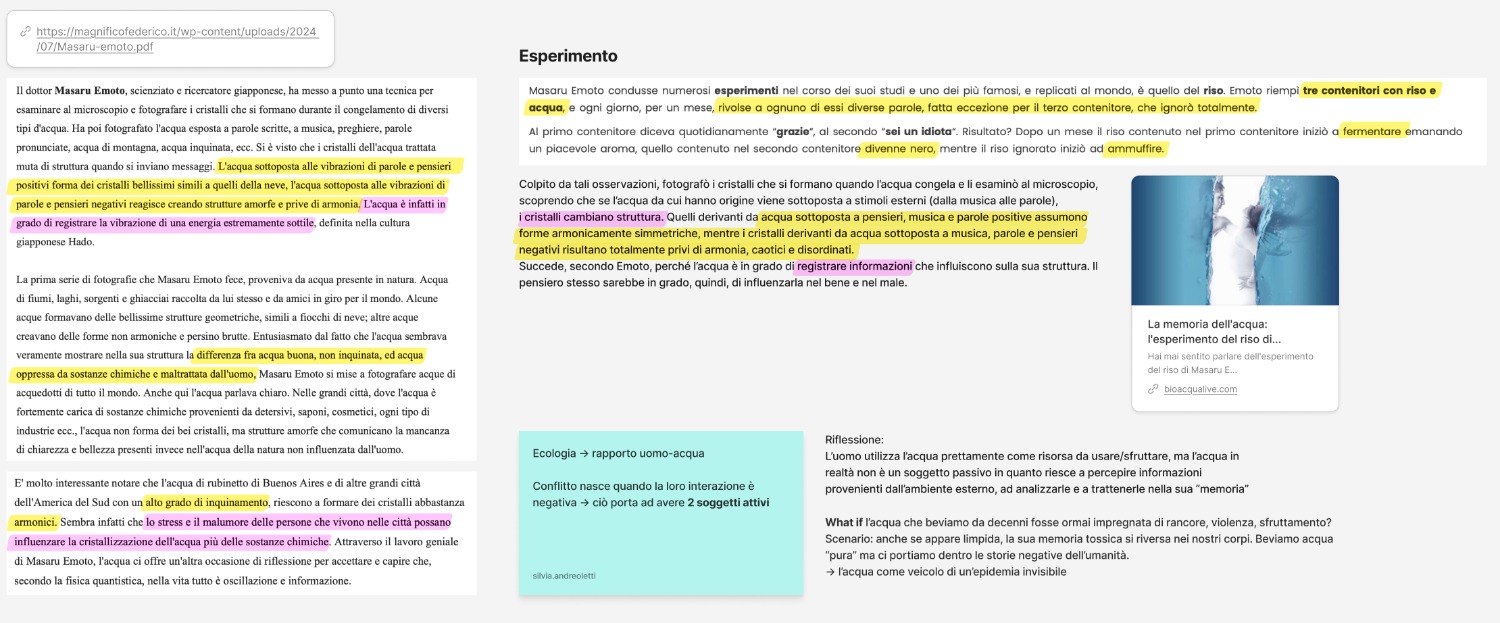 https://magnificofederico.it/wp-content/uploads/2024
/07/Masaru-emoto.pdf
Il dottor Masaru Emoto, scienziato e ricercatore giapponese, ha messo a punto una tecnica per
esaminare al microscopio e fotografare i cristalli che si formano durante il congelamento di diversi
tipi d'acqua. Ha poi fotografato l'acqua esposta a parole scritte, a musica, preghiere, parole
pronunciate, acqua di montagna, acqua inquinata, ecc. Si è visto che i cristalli dell'acqua trattata
muta di struttura quando si inviano messaggi. L'acqua sottoposta alle vibrazioni di parole e pensieri
positivi forma dei cristalli bellissimi simili a quelli della neve, l'acqua sottoposta alle vibrazioni di
parole e pensieri negativi reagisce creando strutture amorfe e prive di armonia. L'acqua è infatti in
grado di registrare la vibrazione di una energia estremamente sottile, definita nella cultura
giapponese Hado.
La prima serie di fotografie che Masaru Emoto fece, proveniva da acqua presente in natura. Acqua
di fiumi, laghi, sorgenti e ghiacciai raccolta da lui stesso e da amici in giro per il mondo. Alcune
acque formavano delle bellissime strutture geometriche, simili a fiocchi di neve; altre acque
creavano delle forme non armoniche e persino brutte. Entusiasmato dal fatto che l'acqua sembrava
veramente mostrare nella sua struttura la differenza fra acqua buona, non inquinata, ed acqua
oppressa da sostanze chimiche e maltrattata dall'uomo, Masaru Emoto si mise a fotografare acque di
acquedotti di tutto il mondo. Anche qui l'acqua parlava chiaro. Nelle grandi città, dove l'acqua è
fortemente carica di sostanze chimiche provenienti da detersivi, saponi, cosmetici, ogni tipo di
industrie ecc., l'acqua non forma dei bei cristalli, ma strutture amorfe che comunicano la mancanza
di chiarezza e bellezza presenti invece nell'acqua della natura non influenzata dall'uomo.
E' molto interessante notare che l'acqua di rubinetto di Buenos Aires e di altre grandi città
dell'America del Sud con un alto grado di inquinamento, riescono a formare dei cristalli abbastanza
armonici. Sembra infatti che lo stress e il malumore delle persone che vivono nelle città possano
influenzare la cristallizzazione dell'acqua più delle sostanze chimiche. Attraverso il lavoro geniale
di Masaru Emoto, l'acqua ci offre un'altra occasione di riflessione per accettare e capire che,
secondo la fisica quantistica, nella vita tutto è oscillazione e informazione.
Esperimento
Masaru Emoto condusse numerosi esperimenti nel corso dei suoi studi e uno dei più famosi, e replicati al mondo, è quello del riso. Emoto riempì tre contenitori con riso e
acqua, e ogni giorno, per un mese, rivolse a ognuno di essi diverse parole, fatta eccezione per il terzo contenitore, che ignorò totalmente.
Al primo contenitore diceva quotidianamente “grazie”, al secondo “sei un idiota”. Risultato? Dopo un mese il riso contenuto nel primo contenitore iniziò a fermentare emanando
un piacevole aroma, quello contenuto nel secondo contenitore divenne nero, mentre il riso ignorato iniziò ad ammuffire.
Colpito da tali osservazioni, fotografò i cristalli che si formano quando l’acqua congela e li esaminò al microscopio,
scoprendo che se l’acqua da cui hanno origine viene sottoposta a stimoli esterni (dalla musica alle parole),
i cristalli cambiano struttura. Quelli derivanti da acqua sottoposta a pensieri, musica e parole positive assumono
forme armonicamente simmetriche, mentre i cristalli derivanti da acqua sottoposta a musica, parole e pensieri
negativi risultano totalmente privi di armonia, caotici e disordinati.
Succede, secondo Emoto, perché l’acqua è in grado di registrare informazioni che influiscono sulla sua struttura. Il
pensiero stesso sarebbe in grado, quindi, di influenzarla nel bene e nel male.
La memoria dell'acqua:
l'esperimento del riso di...
Hai mai sentito parlare dell'esperimento
del riso di Masaru E...
bioacqualive.com
Ecologia → rapporto uomo-acqua
Conflitto nasce quando la loro interazione è
negativa → ciò porta ad avere 2 soggetti attivi
silvia.andreoletti
Riflessione:
L’uomo utilizza l’acqua prettamente come risorsa da usare/sfruttare, ma l’acqua in
realtà non è un soggetto passivo in quanto riesce a percepire informazioni
provenienti dall’ambiente esterno, ad analizzarle e a trattenerle nella sua “memoria”
What if l’acqua che beviamo da decenni fosse ormai impregnata di rancore, violenza, sfruttamento?
Scenario: anche se appare limpida, la sua memoria tossica si riversa nei nostri corpi. Beviamo acqua
“pura” ma ci portiamo dentro le storie negative dell’umanità.
→ l’acqua come veicolo di un’epidemia invisibile